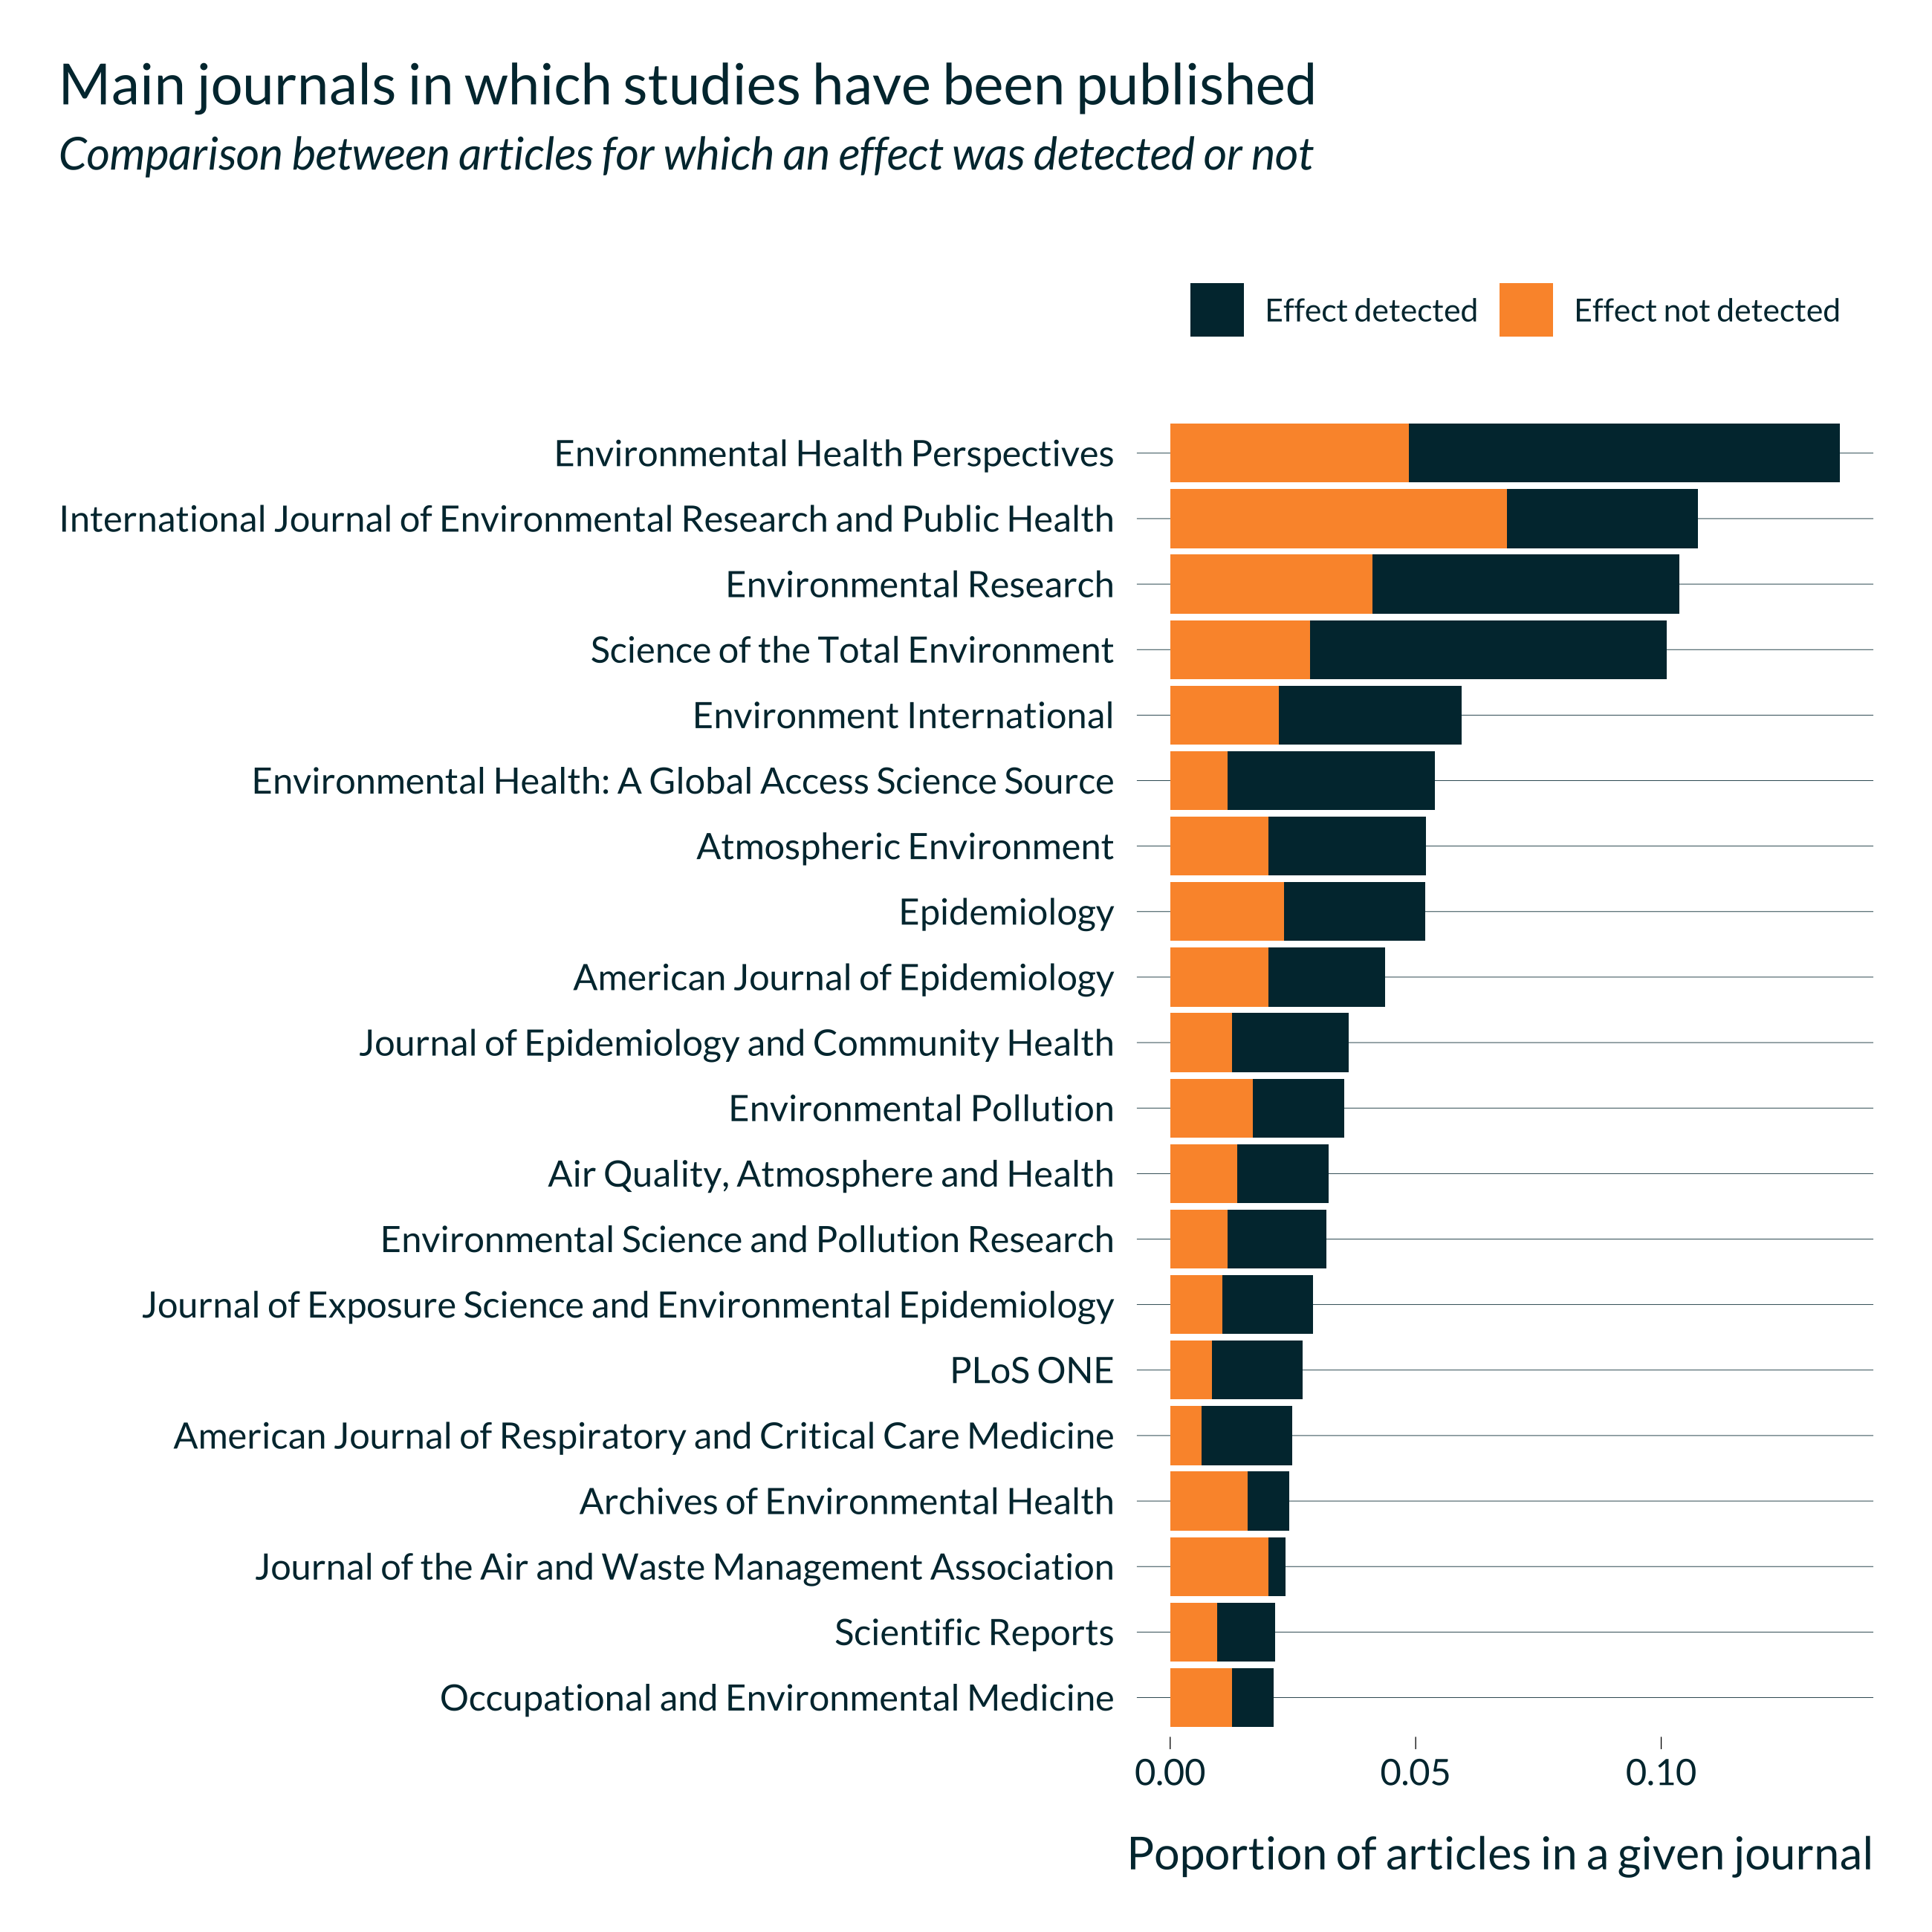 Main journals in which studies have been published
Comparison between articles for which an effect was detected or not
Effect detected
Effect not detected
Environmental Health Perspectives
International Journal of Environmental Research and Public Health
Environmental Research
Science of the Total Environment
Environment International
Environmental Health: A Global Access Science Source
Atmospheric Environment
Epidemiology
American Journal of Epidemiology
Journal of Epidemiology and Community Health
Environmental Pollution
Air Quality, Atmosphere and Health
Environmental Science and Pollution Research
Journal of Exposure Science and Environmental Epidemiology
PLoS ONE
American Journal of Respiratory and Critical Care Medicine
Archives of Environmental Health
Journal of the Air and Waste Management Association
Scientific Reports
Occupational and Environmental Medicine
0.00 0.05 0.10
Poportion of articles in a given journal